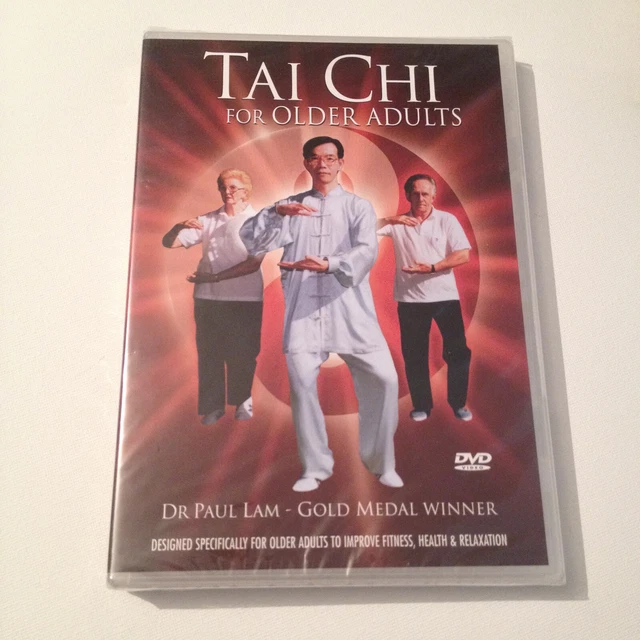 TAI CHI
FOR OLDER ADULTS
DVD
VIDEO
DR PAUL LAM - GOLD MEDAL WINNER
DESIGNED SPECIFICALLY FOR OLDER ADULTS TO IMPROVE FITNESS, HEALTH & RELAXATION